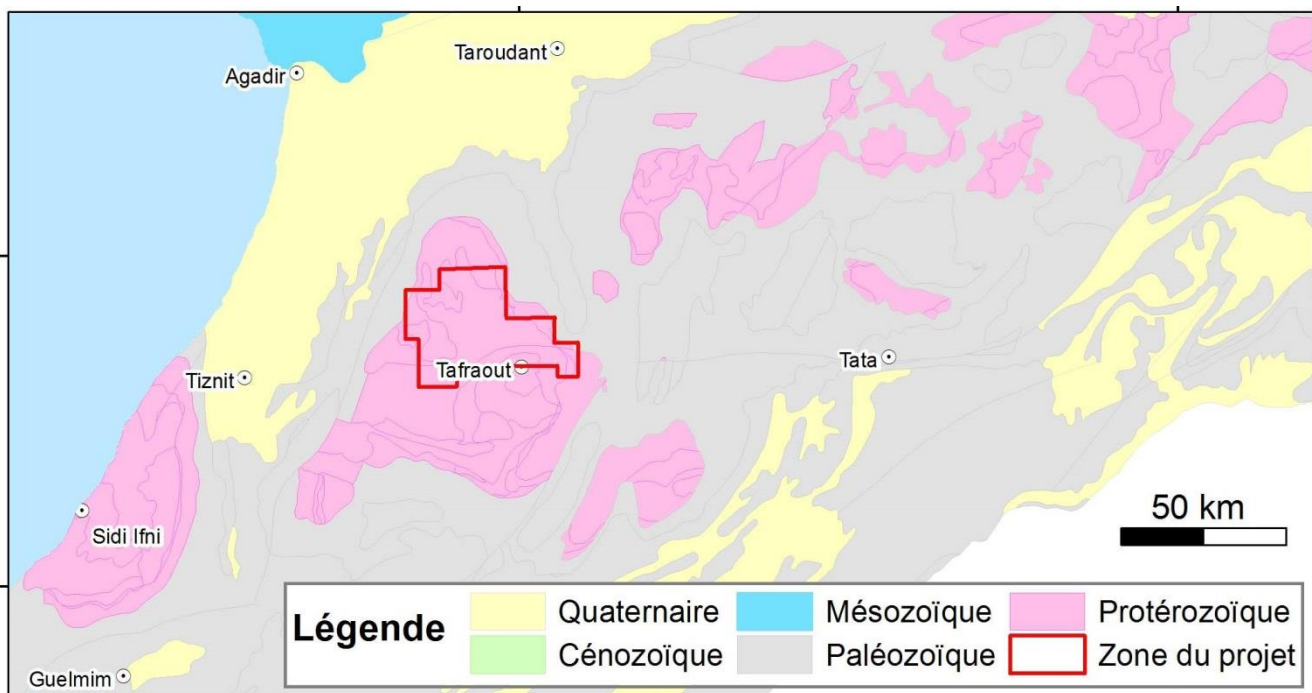 Taroudant
Agadir
Tafraout
Tata
Tiznit
Sidi Ifni
50 km
Guelmim
Légende
Quaternaire
Mésozoïque
Protérozoïque
Cénozoïque
Paléozoïque
Zone du projet